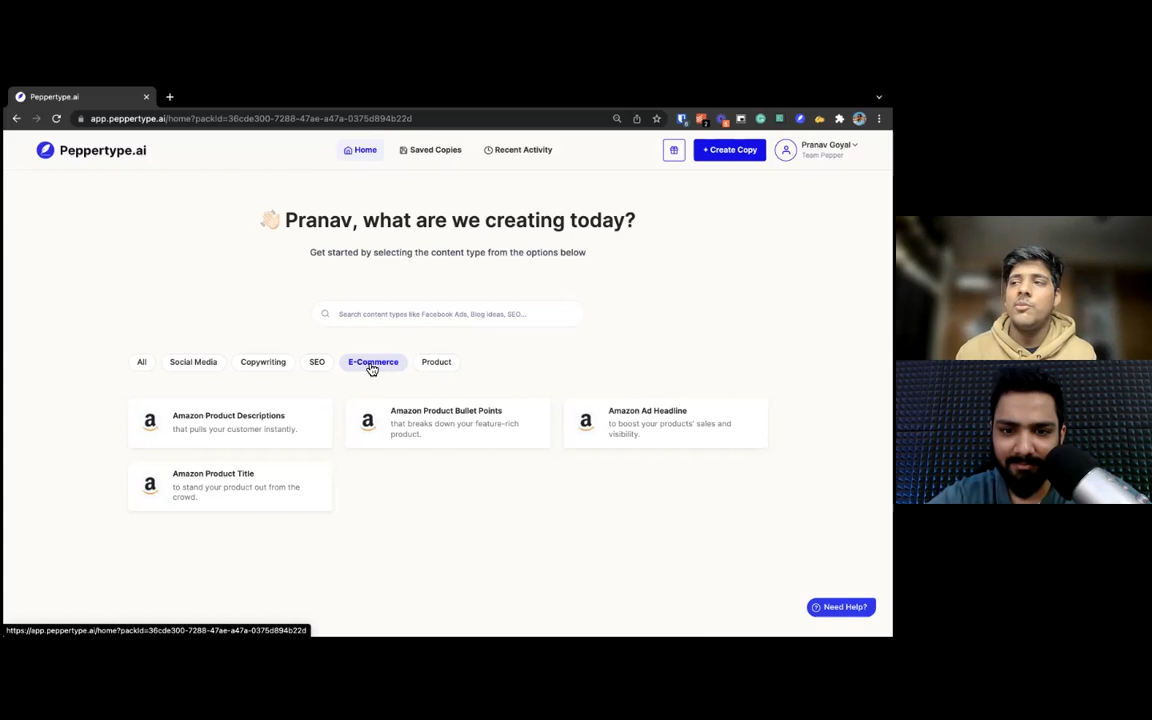 Peppertype.ai
app.peppertype.ai/home?packId=36cde300-7288-47ae-a47a-0375d894b22d
Peppertype.ai
Home
Saved Copies
Recent Activity
+ Create Copy
Pranav Goyal
Team Pepper
Pranav, what are we creating today?
Get started by selecting the content type from the options below
Search content types like Facebook Ads, Blog ideas, SEO...
All
Social Media
Copywriting
SEO
E-Commerce
Product
Amazon Product Descriptions
that pulls your customer instantly.
Amazon Product Bullet Points
that breaks down your feature-rich
product.
Amazon Ad Headline
to boost your products' sales and
visibility.
Amazon Product Title
to stand your product out from the
crowd.
Need Help?
https://app.peppertype.ai/home?packId=36cde300-7288-47ae-a47a-0375d894b22d